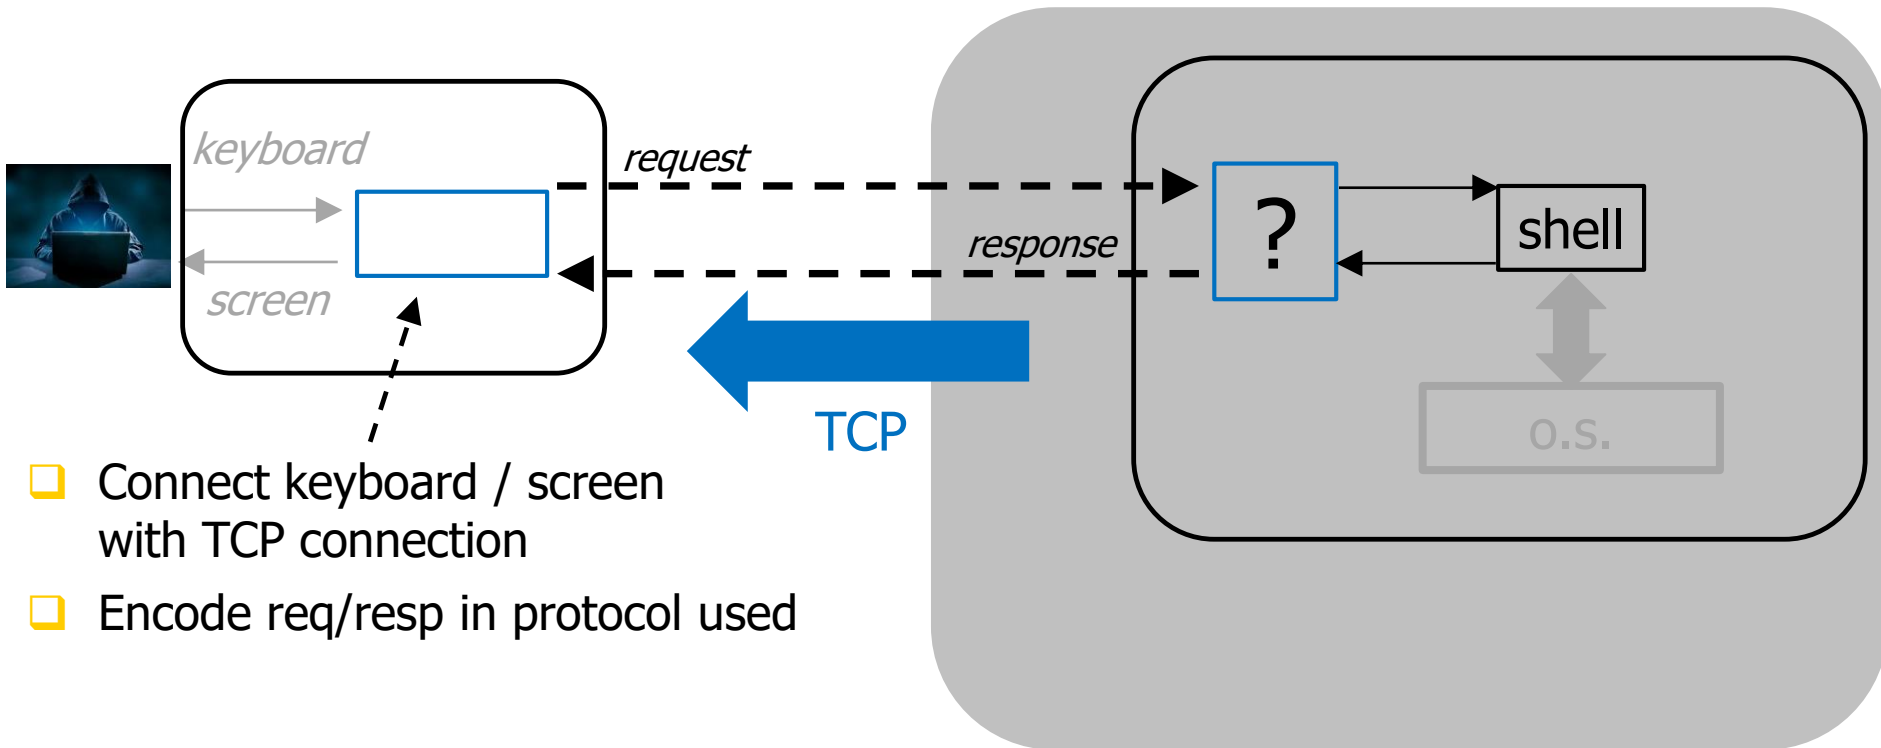 keyboard
request
?
shell
response
screen
TCP
o.s.
Connect keyboard / screen
with TCP connection
Encode req/resp in protocol used